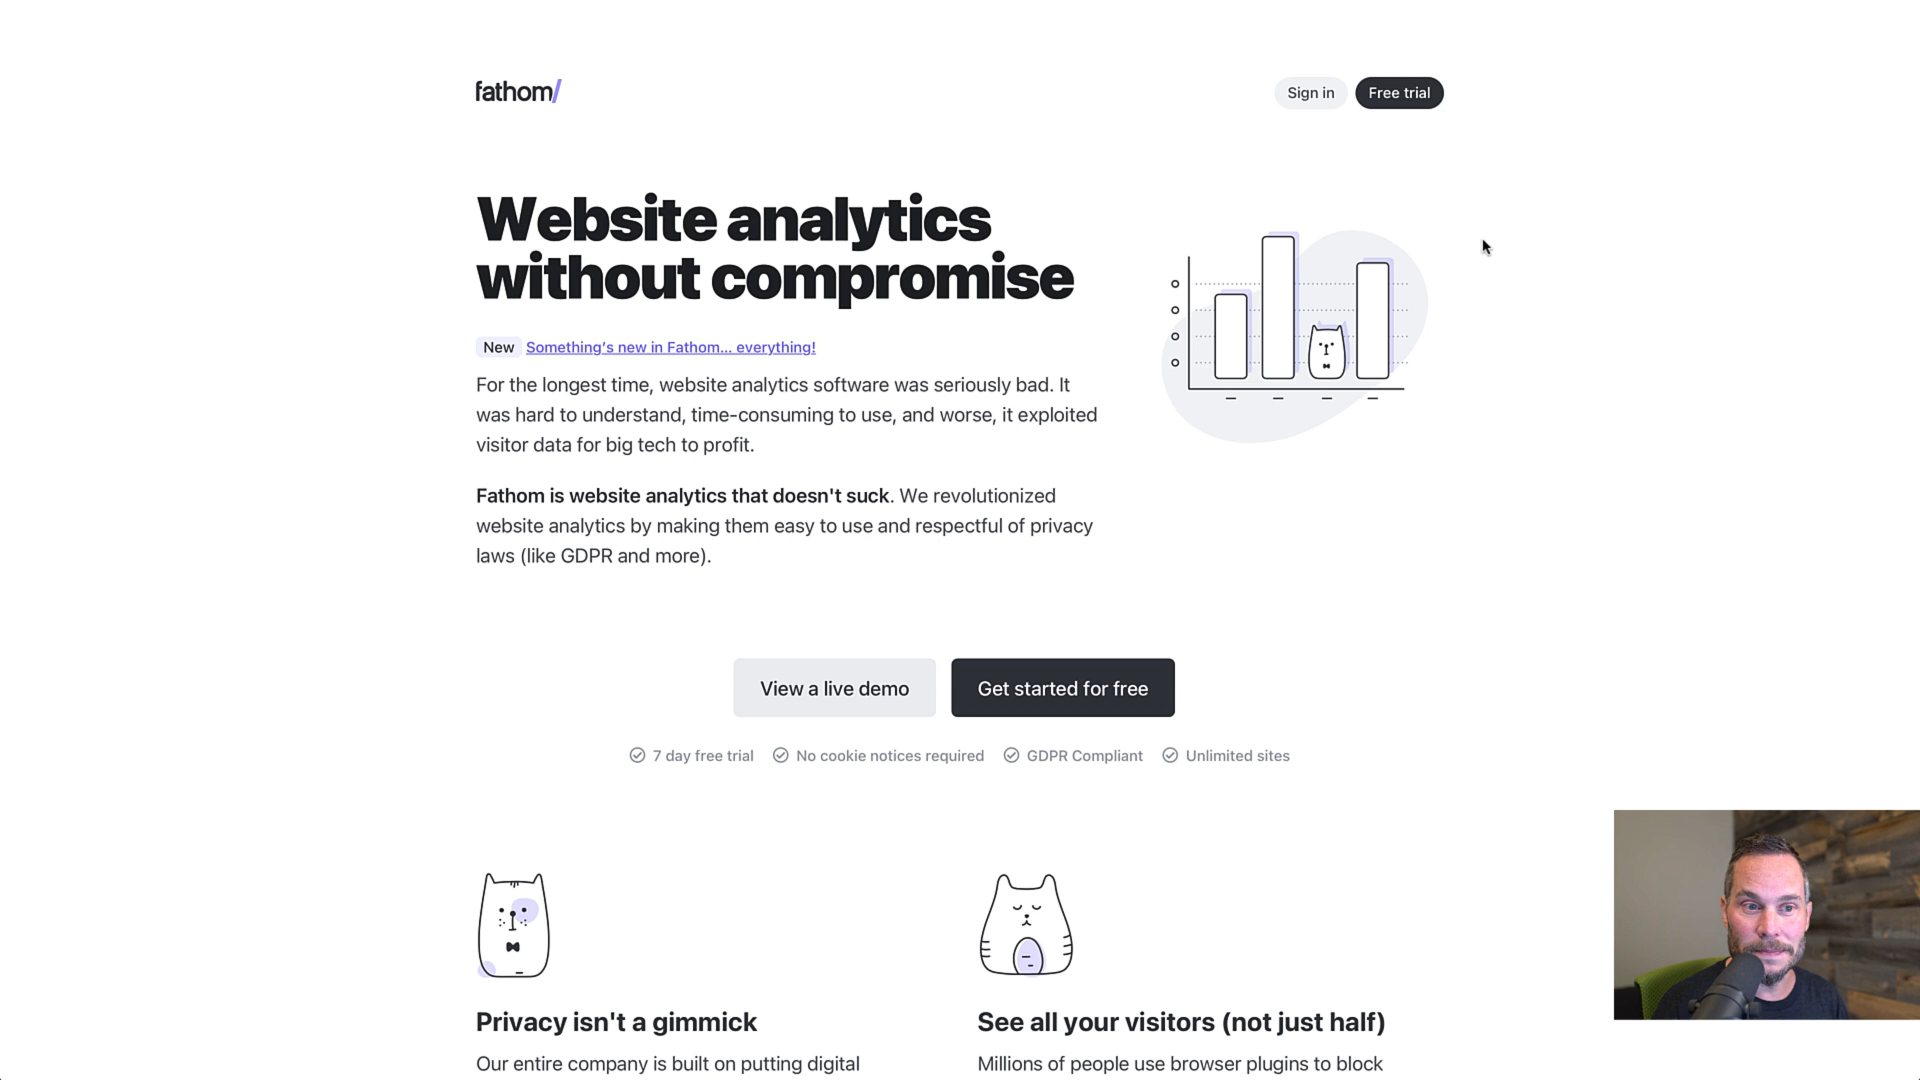 fathom/
Sign in
Free trial
Website analytics
without compromise
New Something’s new in Fathom... everything!
For the longest time, website analytics software was seriously bad. It
was hard to understand, time-consuming to use, and worse, it exploited
visitor data for big tech to profit.
Fathom is website analytics that doesn't suck. We revolutionized
website analytics by making them easy to use and respectful of privacy
laws (like GDPR and more).
View a live demo
Get started for free
7 day free trial
No cookie notices required
GDPR Compliant
Unlimited sites
Privacy isn't a gimmick
Our entire company is built on putting digital
See all your visitors (not just half)
Millions of people use browser plugins to block